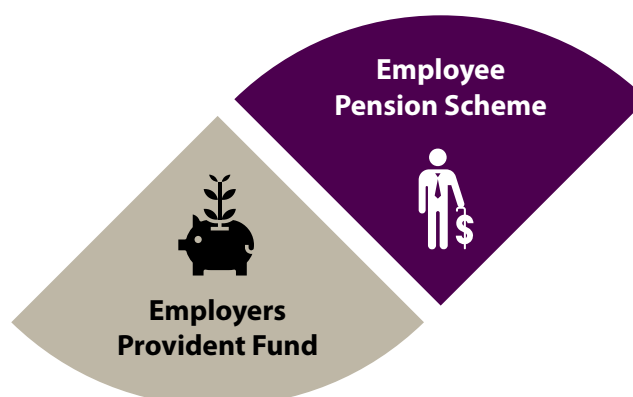 Employee
Pension Scheme
$
Employers
Provident Fund